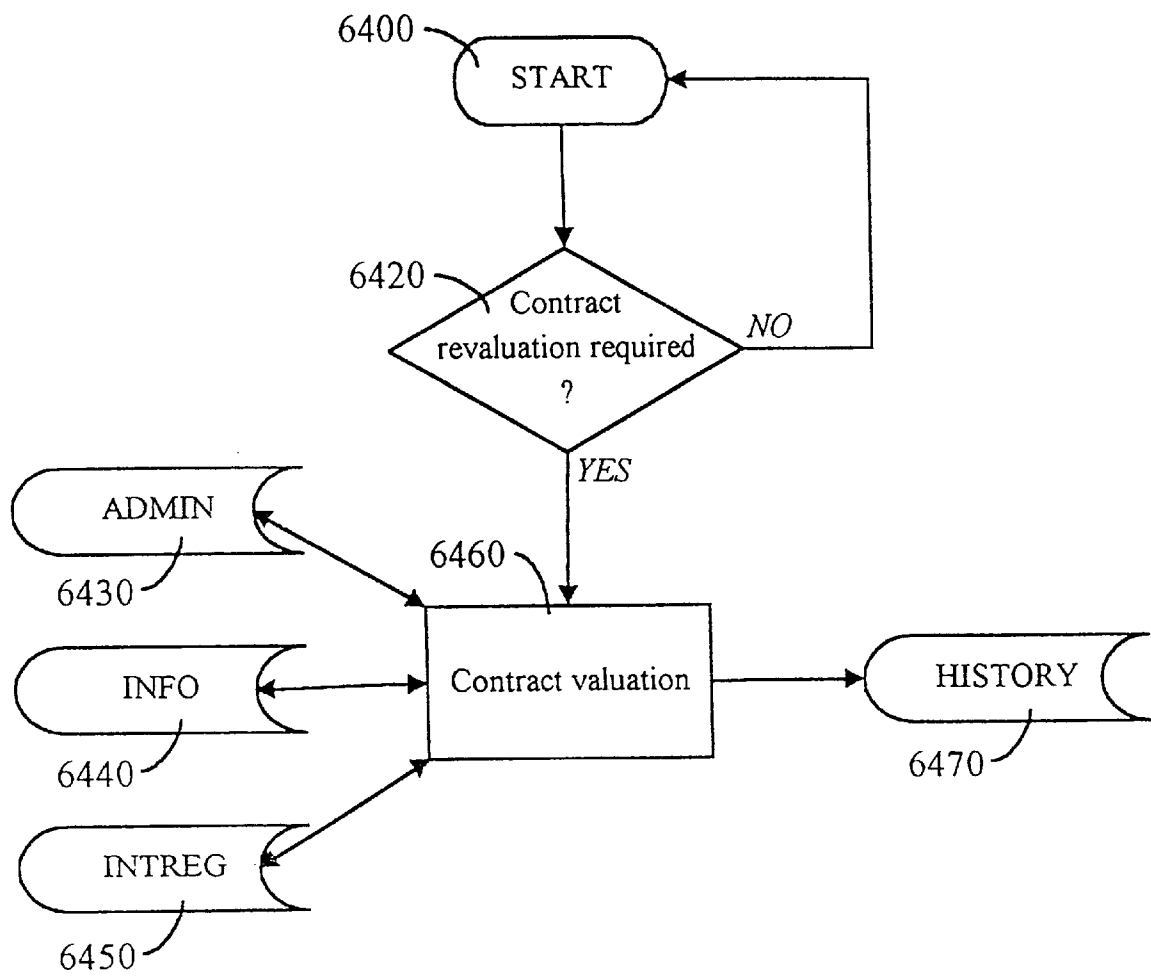 6400
START
6420
Contract
revaluation required
?
NO
YES
ADMIN
6430
6460
INFO
6440
Contract valuation
HISTORY
6470
INTREG
6450